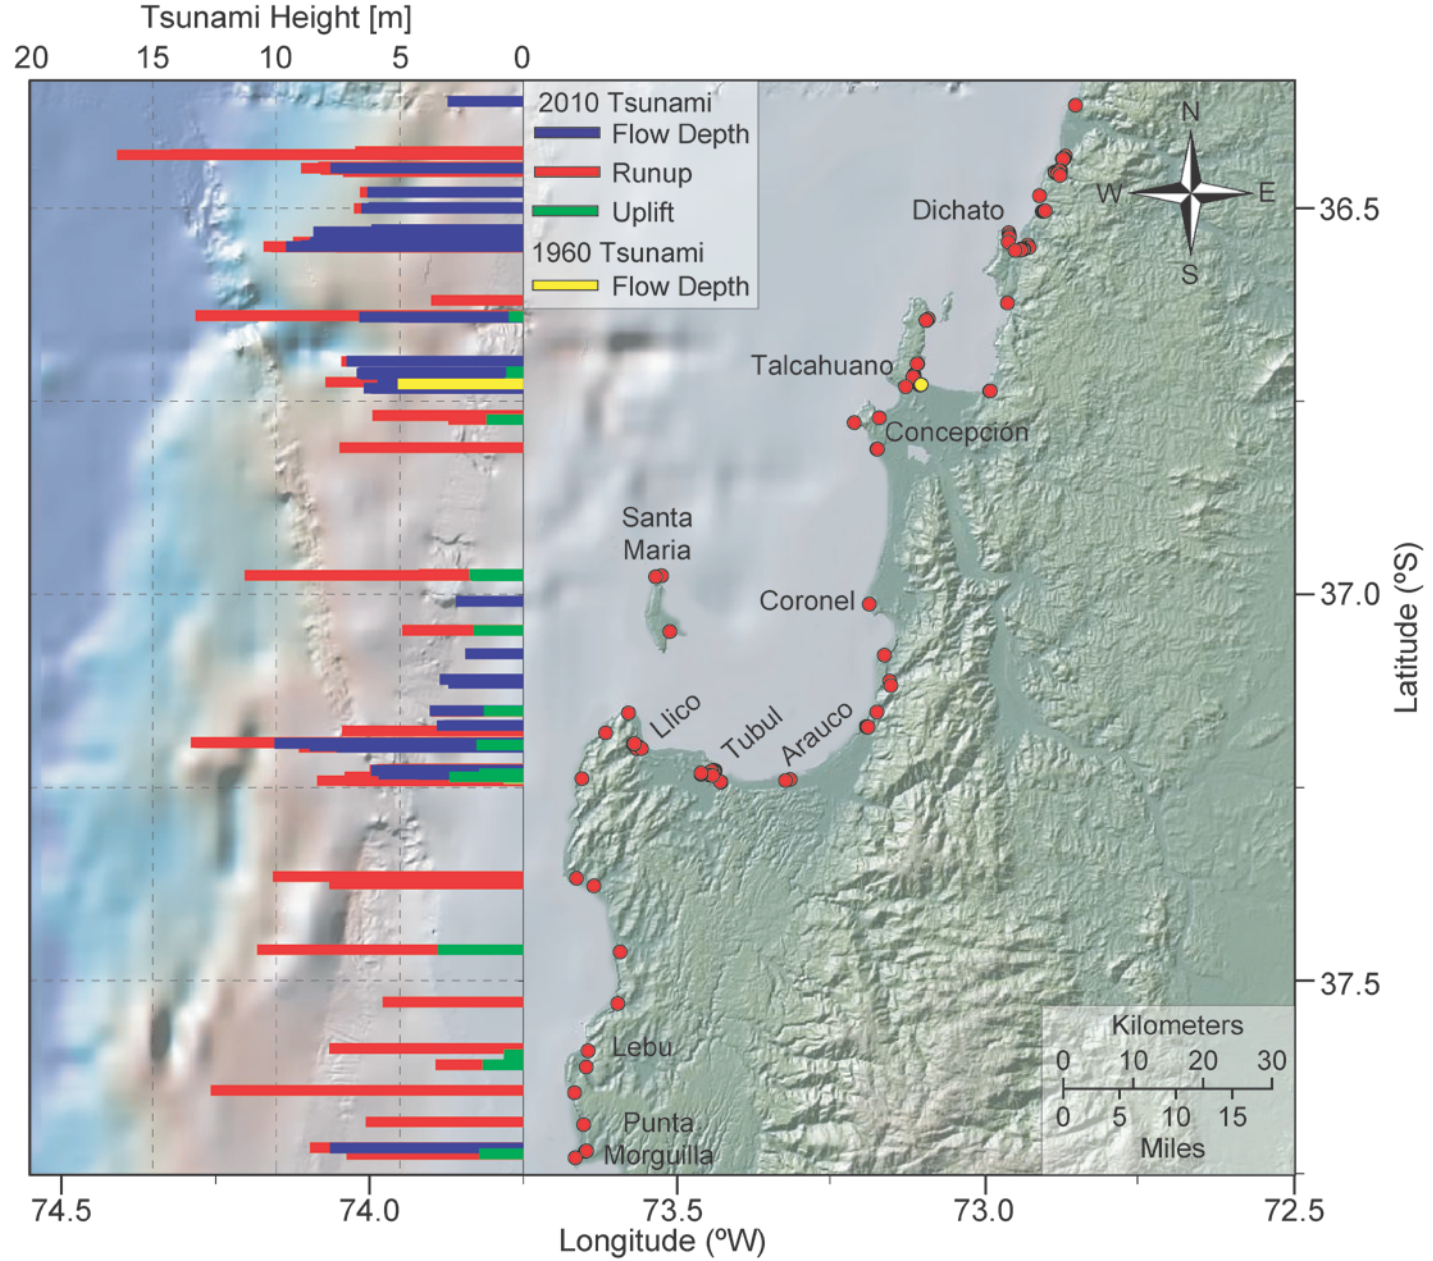 Tsunami Height [m]
20 15 10 5 0
2010 Tsunami
Flow Depth
Runup
Uplift
1960 Tsunami
Flow Depth
N
W E
S
Dichato
36.5
Talcahuano
Concepción
Santa
Maria
Coronel
37.0
Latitude (ºS)
Llico
Tubul
Arauco
37.5
Lebu
Punta
Morguilla
Kilometers
0 10 20 30
0 5 10 15
Miles
74.5 74.0 73.5 73.0 72.5
Longitude (ºW)